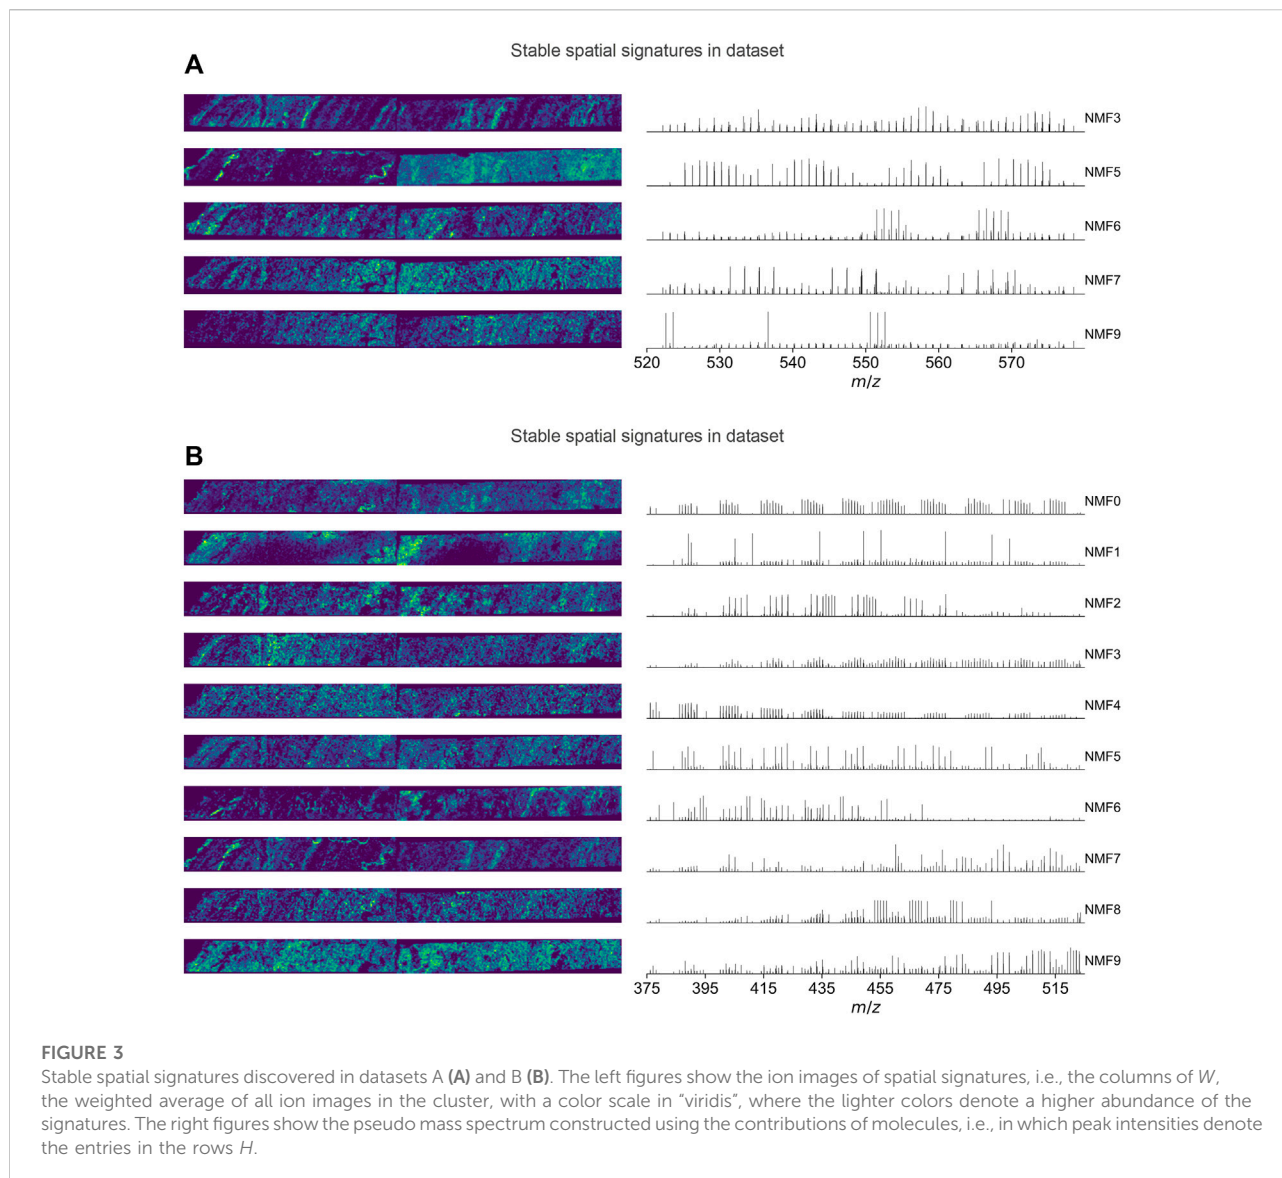 Stable spatial signatures in dataset
A
NMF3
NMF5
NMF6
NMF7
NMF9
520 530 540 550 560 570
m/z
Stable spatial signatures in dataset
B
NMF0
NMF1
NMF2
NMF3
NMF4
NMF5
NMF6
NMF7
NMF8
NMF9
375 395 415 435 455 475 495 515
m/z
FIGURE 3
Stable spatial signatures discovered in datasets A (A) and B (B). The left figures show the ion images of spatial signatures, i.e., the columns of W,
the weighted average of all ion images in the cluster, with a color scale in “viridis”, where the lighter colors denote a higher abundance of the
signatures. The right figures show the pseudo mass spectrum constructed using the contributions of molecules, i.e., in which peak intensities denote
the entries in the rows H.